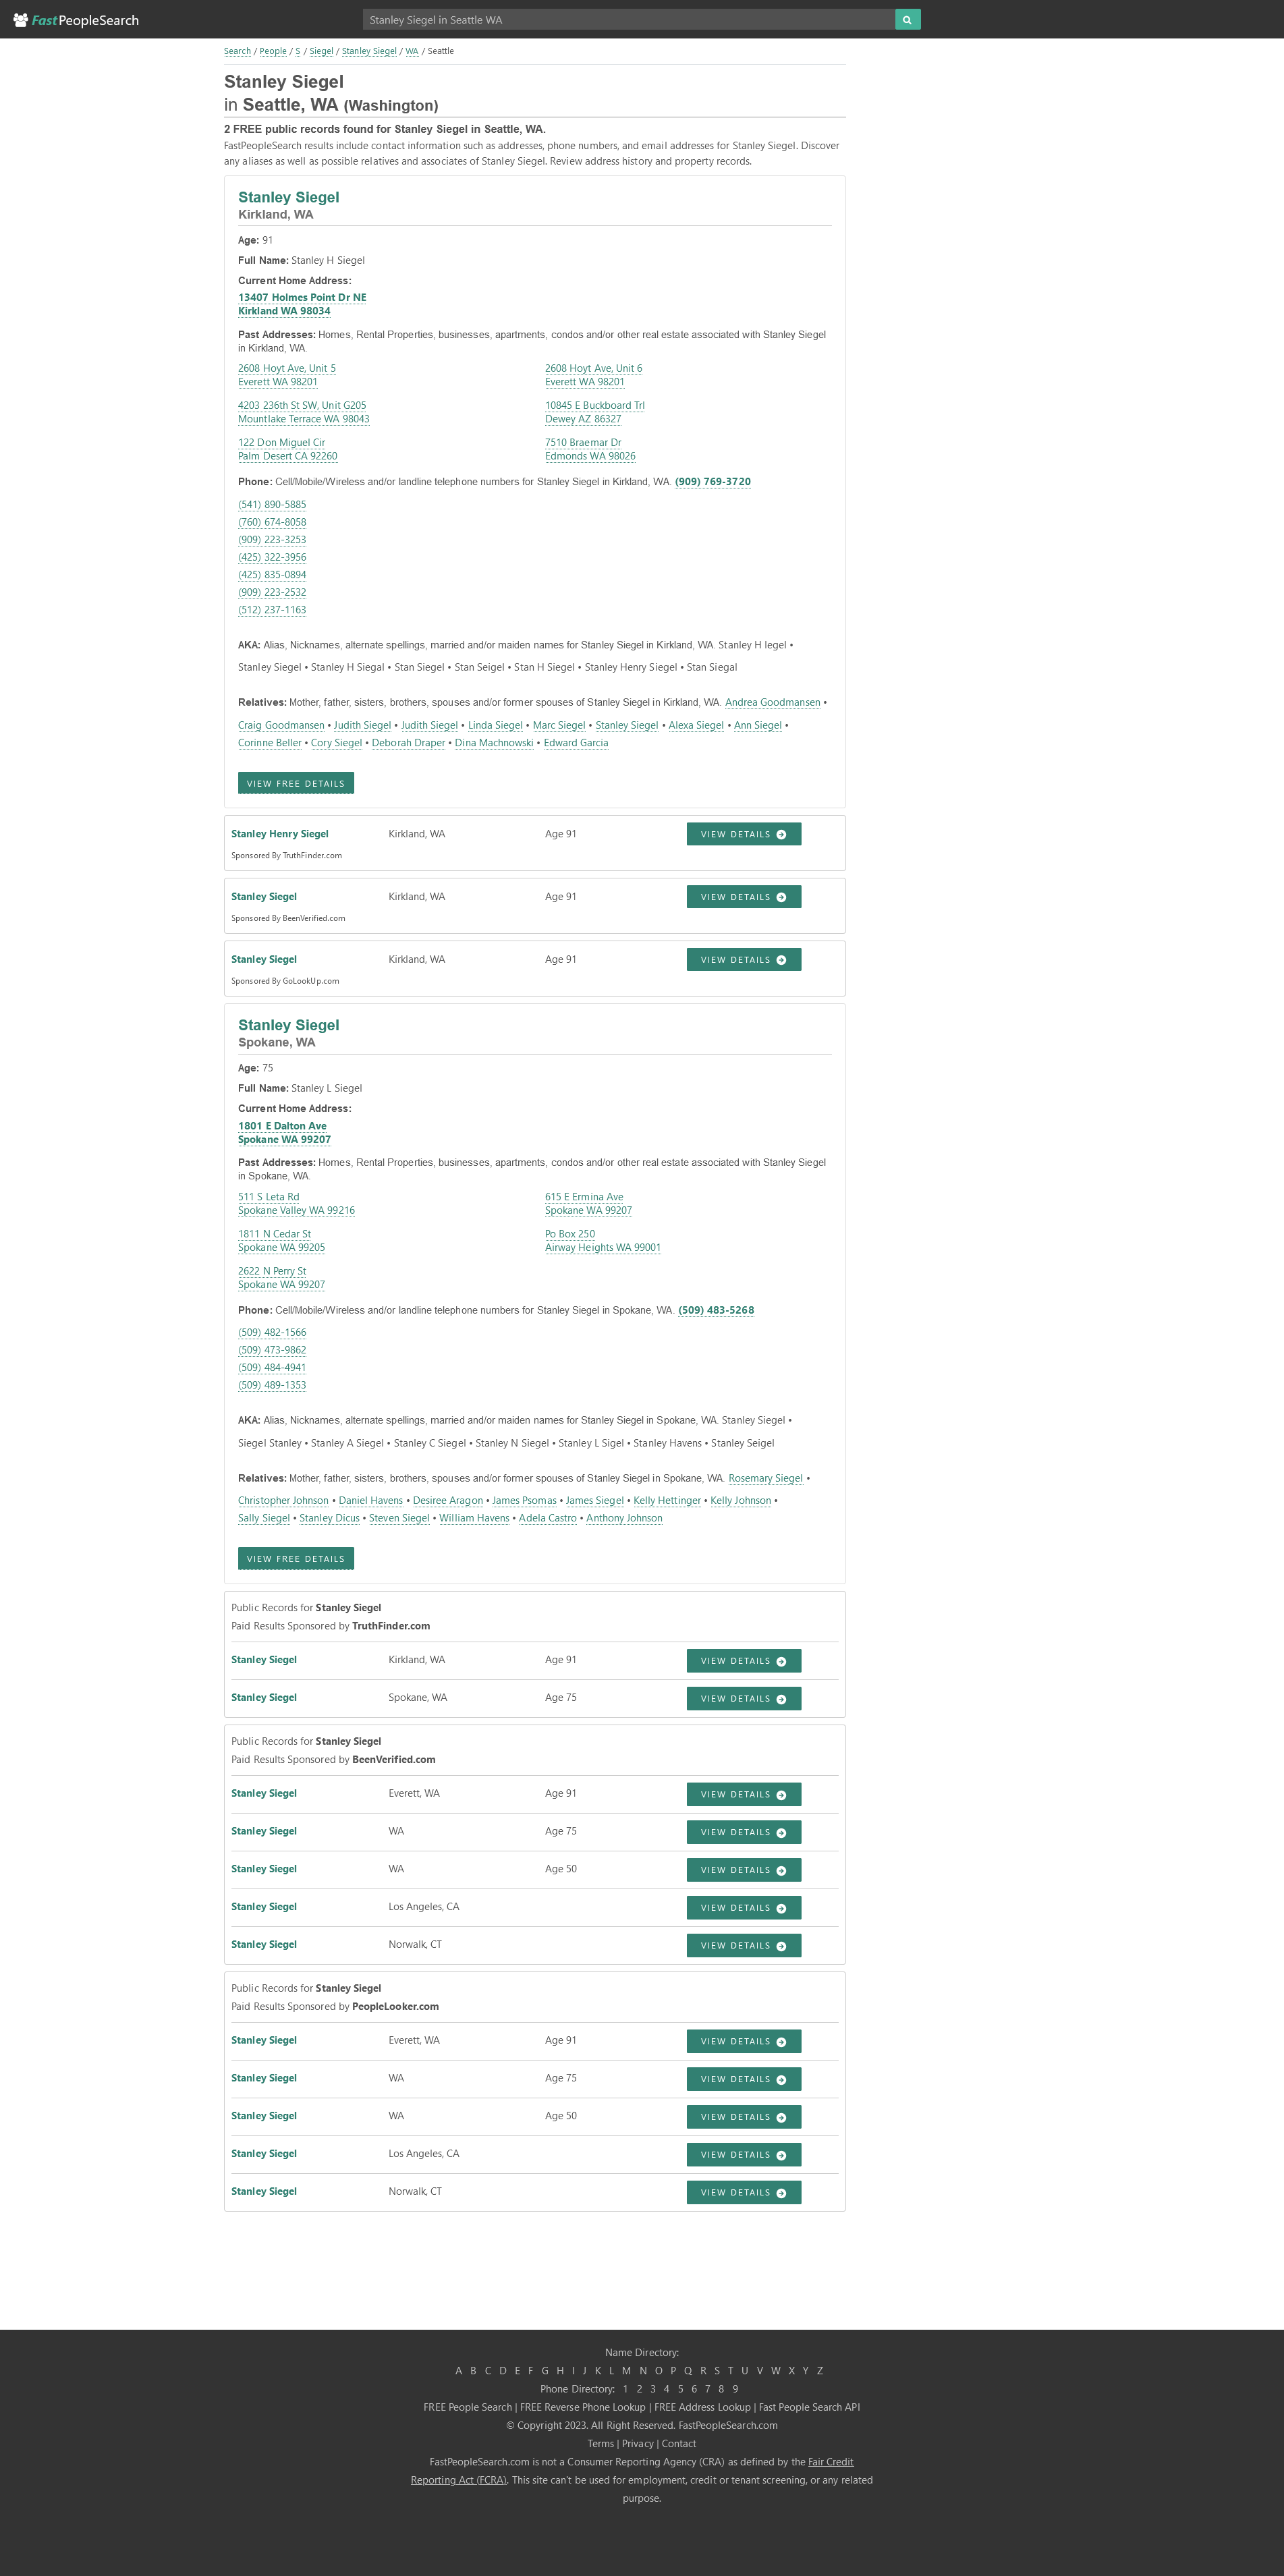 FastPeopleSearch
Stanley Siegel in Seattle WA
Search / People / S / Siegel / Stanley Siegel / WA / Seattle
Stanley Siegel
in Seattle, WA (Washington)
2 FREE public records found for Stanley Siegel in Seattle, WA.
FastPeopleSearch results include contact information such as addresses, phone numbers, and email addresses for Stanley Siegel. Discover
any aliases as well as possible relatives and associates of Stanley Siegel. Review address history and property records.
Stanley Siegel
Kirkland, WA
Age: 91
Full Name: Stanley H Siegel
Current Home Address:
13407 Holmes Point Dr NE
Kirkland WA 98034
Past Addresses: Homes, Rental Properties, businesses, apartments, condos and/or other real estate associated with Stanley Siegel
in Kirkland, WA.
2608 Hoyt Ave, Unit 5
Everett WA 98201
2608 Hoyt Ave, Unit 6
Everett WA 98201
4203 236th St SW, Unit G205
Mountlake Terrace WA 98043
10845 E Buckboard Trl
Dewey AZ 86327
122 Don Miguel Cir
Palm Desert CA 92260
7510 Braemar Dr
Edmonds WA 98026
Phone: Cell/Mobile/Wireless and/or landline telephone numbers for Stanley Siegel in Kirkland, WA. (909) 769-3720
(541) 890-5885
(760) 674-8058
(909) 223-3253
(425) 322-3956
(425) 835-0894
(909) 223-2532
(512) 237-1163
AKA: Alias, Nicknames, alternate spellings, married and/or maiden names for Stanley Siegel in Kirkland, WA. Stanley H Iegel •
Stanley Siegel • Stanley H Siegal • Stan Siegel • Stan Seigel • Stan H Siegel • Stanley Henry Siegel • Stan Siegal
Relatives: Mother, father, sisters, brothers, spouses and/or former spouses of Stanley Siegel in Kirkland, WA. Andrea Goodmansen •
Craig Goodmansen • Judith Siegel • Judith Siegel • Linda Siegel • Marc Siegel • Stanley Siegel • Alexa Siegel • Ann Siegel •
Corinne Beller • Cory Siegel • Deborah Draper • Dina Machnowski • Edward Garcia
VIEW FREE DETAILS
Stanley Henry Siegel Kirkland, WA Age 91 VIEW DETAILS
Sponsored By TruthFinder.com
Stanley Siegel Kirkland, WA Age 91 VIEW DETAILS
Sponsored By BeenVerified.com
Stanley Siegel Kirkland, WA Age 91 VIEW DETAILS
Sponsored By GoLookUp.com
Stanley Siegel
Spokane, WA
Age: 75
Full Name: Stanley L Siegel
Current Home Address:
1801 E Dalton Ave
Spokane WA 99207
Past Addresses: Homes, Rental Properties, businesses, apartments, condos and/or other real estate associated with Stanley Siegel
in Spokane, WA.
511 S Leta Rd
Spokane Valley WA 99216
615 E Ermina Ave
Spokane WA 99207
1811 N Cedar St
Spokane WA 99205
Po Box 250
Airway Heights WA 99001
2622 N Perry St
Spokane WA 99207
Phone: Cell/Mobile/Wireless and/or landline telephone numbers for Stanley Siegel in Spokane, WA. (509) 483-5268
(509) 482-1566
(509) 473-9862
(509) 484-4941
(509) 489-1353
AKA: Alias, Nicknames, alternate spellings, married and/or maiden names for Stanley Siegel in Spokane, WA. Stanley Siegel •
Siegel Stanley • Stanley A Siegel • Stanley C Siegel • Stanley N Siegel • Stanley L Sigel • Stanley Havens • Stanley Seigel
Relatives: Mother, father, sisters, brothers, spouses and/or former spouses of Stanley Siegel in Spokane, WA. Rosemary Siegel •
Christopher Johnson • Daniel Havens • Desiree Aragon • James Psomas • James Siegel • Kelly Hettinger • Kelly Johnson •
Sally Siegel • Stanley Dicus • Steven Siegel • William Havens • Adela Castro • Anthony Johnson
VIEW FREE DETAILS
Public Records for Stanley Siegel
Paid Results Sponsored by TruthFinder.com
Stanley Siegel Kirkland, WA Age 91 VIEW DETAILS
Stanley Siegel Spokane, WA Age 75 VIEW DETAILS
Public Records for Stanley Siegel
Paid Results Sponsored by BeenVerified.com
Stanley Siegel Everett, WA Age 91 VIEW DETAILS
Stanley Siegel WA Age 75 VIEW DETAILS
Stanley Siegel WA Age 50 VIEW DETAILS
Stanley Siegel Los Angeles, CA VIEW DETAILS
Stanley Siegel Norwalk, CT VIEW DETAILS
Public Records for Stanley Siegel
Paid Results Sponsored by PeopleLooker.com
Stanley Siegel Everett, WA Age 91 VIEW DETAILS
Stanley Siegel WA Age 75 VIEW DETAILS
Stanley Siegel WA Age 50 VIEW DETAILS
Stanley Siegel Los Angeles, CA VIEW DETAILS
Stanley Siegel Norwalk, CT VIEW DETAILS
Name Directory:
A B C D E F G H I J K L M N O P Q R S T U V W X Y Z
Phone Directory: 1 2 3 4 5 6 7 8 9
FREE People Search | FREE Reverse Phone Lookup | FREE Address Lookup | Fast People Search API
© Copyright 2023. All Right Reserved. FastPeopleSearch.com
Terms | Privacy | Contact
FastPeopleSearch.com is not a Consumer Reporting Agency (CRA) as defined by the Fair Credit
Reporting Act (FCRA). This site can't be used for employment, credit or tenant screening, or any related
purpose.